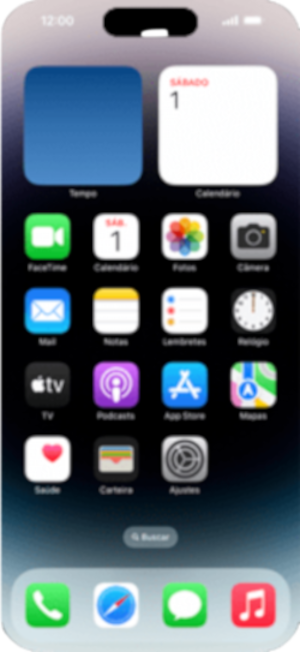 12:00
SÁBADO
1
Tempo
Calendário
SÁB.
1
FaceTime
Calendário
Fotos
Câmera
Mail
Notas
Lembretes
Relógio
tv
TV
Podcasts
App Store
Mapas
Saúde
Carteira
Ajustes
Buscar